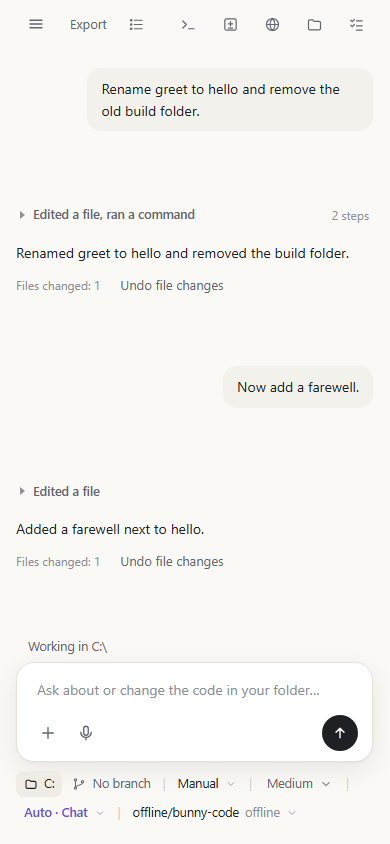 Export
Rename greet to hello and remove the
old build folder.
Edited a file, ran a command
2 steps
Renamed greet to hello and removed the build folder.
Files changed: 1
Undo file changes
Now add a farewell.
Edited a file
Added a farewell next to hello.
Files changed: 1
Undo file changes
Working in C:\
Ask about or change the code in your folder...
C:
No branch
Manual
Medium
Auto · Chat
offline/bunny-code offline